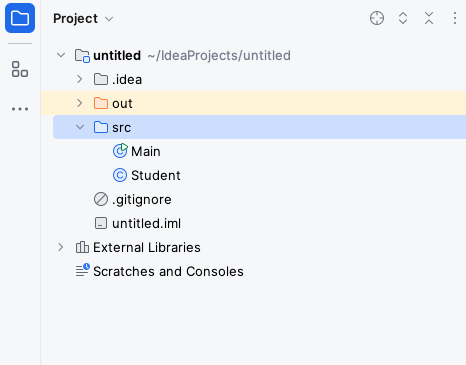 Project
untitled ~/IdeaProjects/untitled
.idea
out
src
Main
Student
.gitignore
untitled.iml
External Libraries
Scratches and Consoles